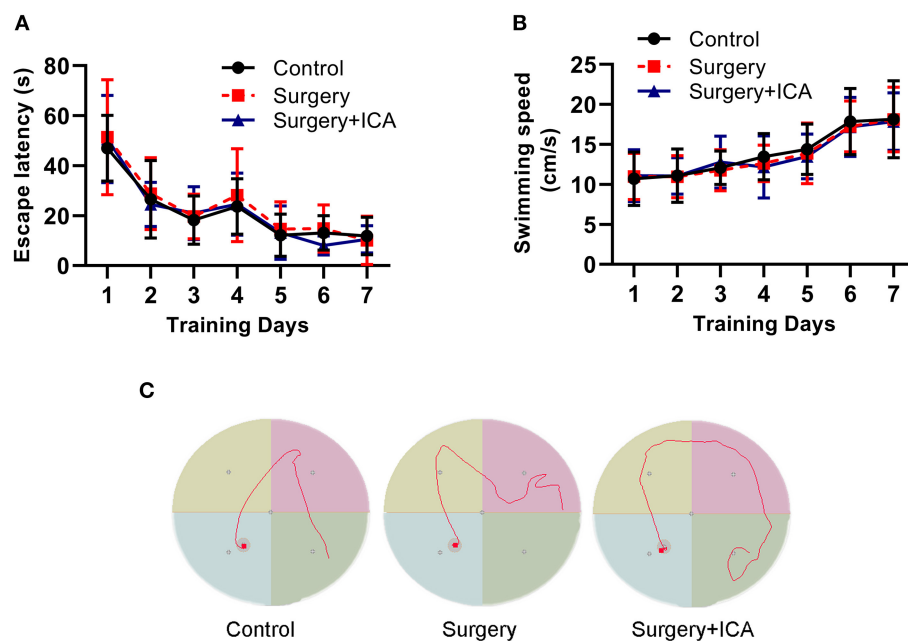 A
Control
Surgery
Surgery+ICA
Escape latency (s)
80
60
40
20
0
1 2 3 4 5 6 7
Training Days
B
Control
Surgery
Surgery+ICA
Swimming speed
(cm/s)
25
20
15
10
5
0
1 2 3 4 5 6 7
Training Days
C
Control Surgery Surgery+ICA